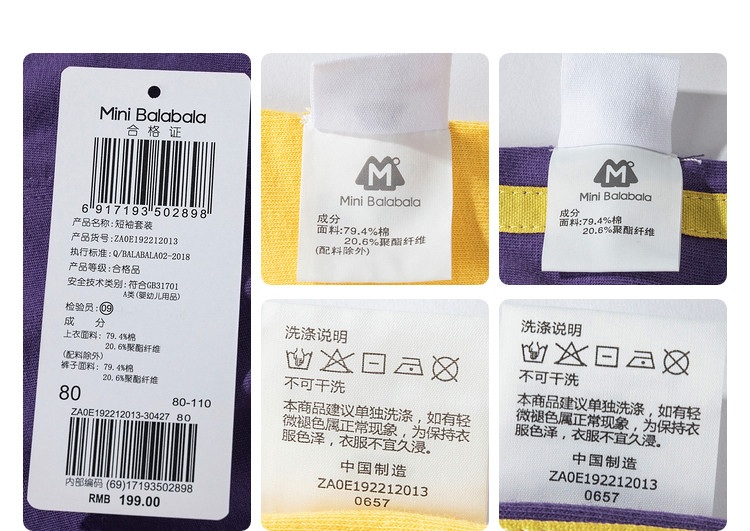 Mini Balabala
合格证
6 917193 502898
产品名称: 短袖套装
产品货号: ZA0E192212013
执行标准: Q/BALABALA02-2018
产品等级: 合格品
安全技术类别: 符合GB31701
A类(婴幼儿用品)
检验员: 09
成 分
上衣面料: 79.4%棉
20.6%聚酯纤维
(配料除外)
裤子面料: 79.4%棉
20.6%聚酯纤维
80
80-110
ZA0E192212013-30427 80
内部编码 (69)17193502898
RMB 199.00
M
Mini Balabala
成分
面料:79.4%棉
20.6%聚酯纤维
(配料除外)
M
Mini Balabala
成分
面料:79.4%棉
20.6%聚酯纤维
洗涤说明
不可干洗
本商品建议单独洗涤, 如有轻
微褪色属正常现象, 为保持衣
服色泽, 衣服不宜久浸。
中国制造
ZA0E192212013
0657
洗涤说明
不可干洗
本商品建议单独洗涤, 如有轻
微褪色属正常现象, 为保持衣
服色泽, 衣服不宜久浸。
中国制造
ZA0E192212013
0657